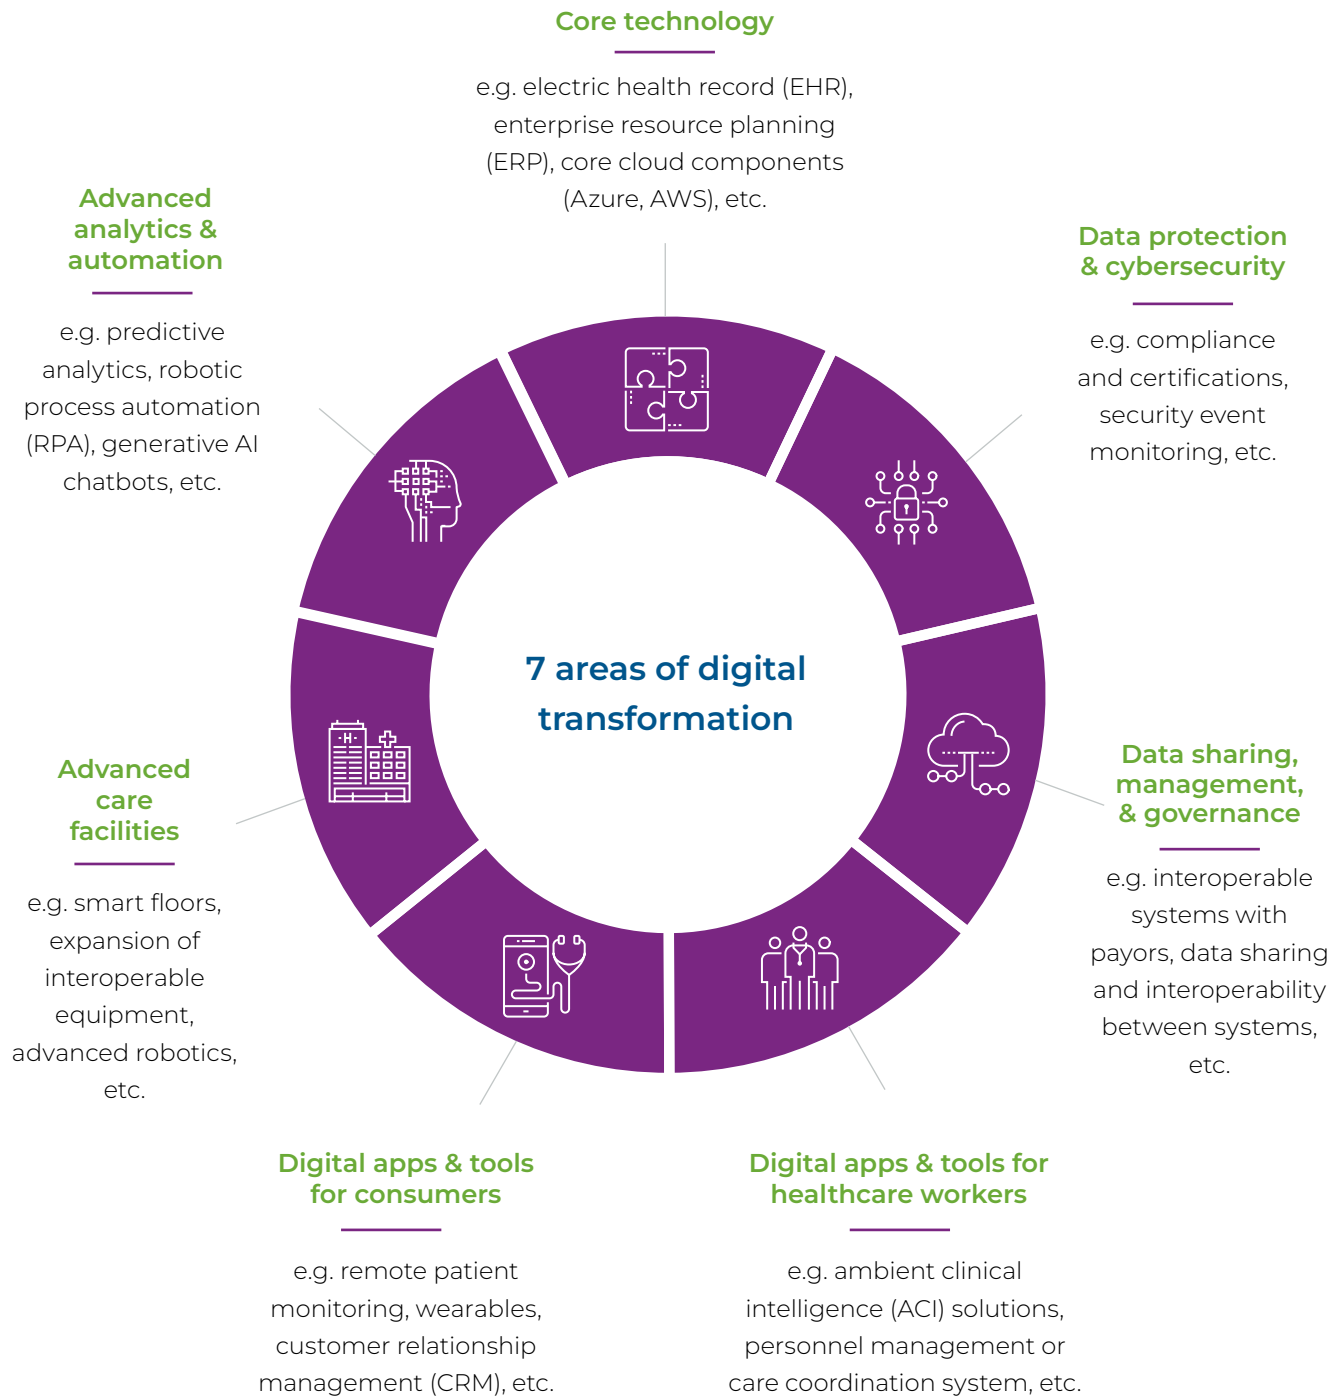 Core technology
e.g. electric health record (EHR),
enterprise resource planning
(ERP), core cloud components
(Azure, AWS), etc.
Data protection
& cybersecurity
e.g. compliance
and certifications,
security event
monitoring, etc.
Data sharing,
management,
& governance
e.g. interoperable
systems with
payors, data sharing
and interoperability
between systems,
etc.
Digital apps & tools for
healthcare workers
e.g. ambient clinical
intelligence (ACI) solutions,
personnel management or
care coordination system, etc.
Digital apps & tools
for consumers
e.g. remote patient
monitoring, wearables,
customer relationship
management (CRM), etc.
Advanced
care
facilities
e.g. smart floors,
expansion of
interoperable
equipment,
advanced robotics,
etc.
Advanced
analytics &
automation
e.g. predictive
analytics, robotic
process automation
(RPA), generative AI
chatbots, etc.
7 areas of digital
transformation
H